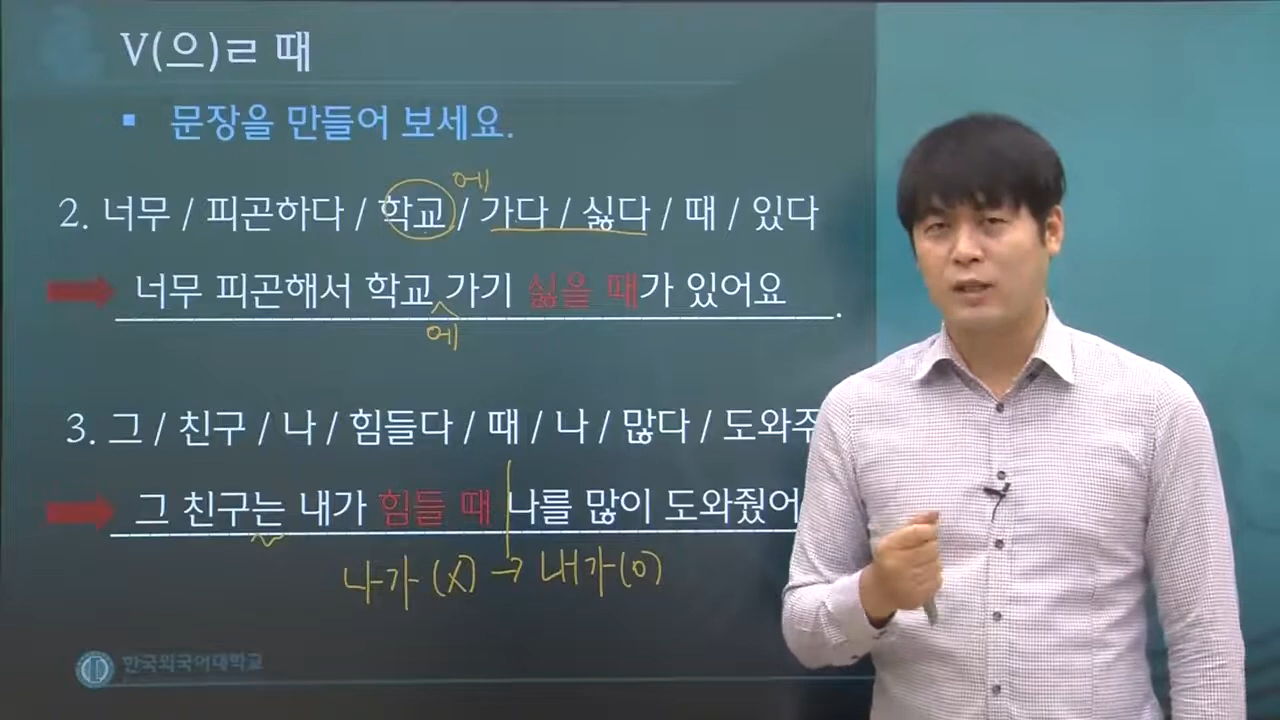 V(으)ㄹ 때
▪ 문장을 만들어 보세요.
에
2. 너무 / 피곤하다 / 학교 / 가다 / 싫다 / 때 / 있다
너무 피곤해서 학교 가기 싫을 때가 있어요.
에
3. 그 / 친구 / 나 / 힘들다 / 때 / 나 / 많다 / 도와주
그 친구는 내가 힘들 때 나를 많이 도와줬어
나가 (X) → 내가 (O)
한국외국어대학교